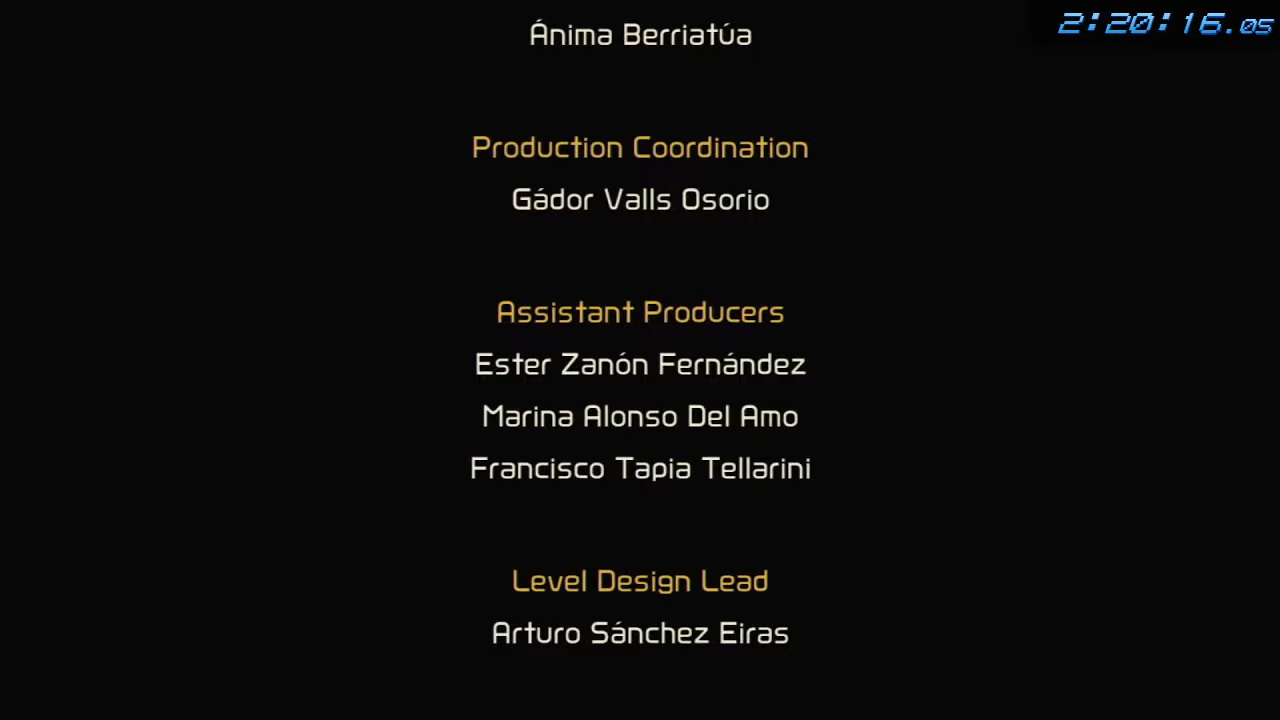 2:20:16.05
Ánima Berriatúa
Production Coordination
Gádor Valls Osorio
Assistant Producers
Ester Zanón Fernández
Marina Alonso Del Amo
Francisco Tapia Tellarini
Level Design Lead
Arturo Sánchez Eiras